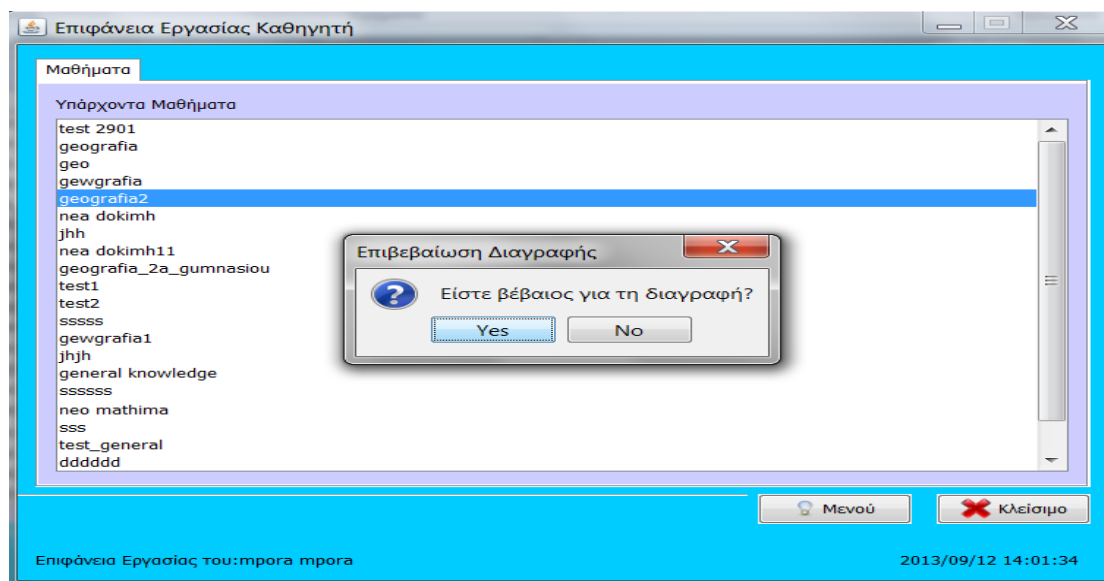 Επιφάνεια Εργασίας Καθηγητή
Μαθήματα
Υπάρχοντα Μαθήματα
test 2901
geografia
geo
gewgrafia
geografia2
nea dokimh
jhh
nea dokimh11
geografia_2a_gumnasiou
test1
test2
sssss
gewgrafia1
jhjh
general knowledge
ssssss
neo mathima
sss
test_general
dddddd
Επιβεβαίωση Διαγραφής
Είστε βέβαιος για τη διαγραφή?
Yes No
Μενού Κλείσιμο
Επιφάνεια Εργασίας του:mpora mpora 2013/09/12 14:01:34